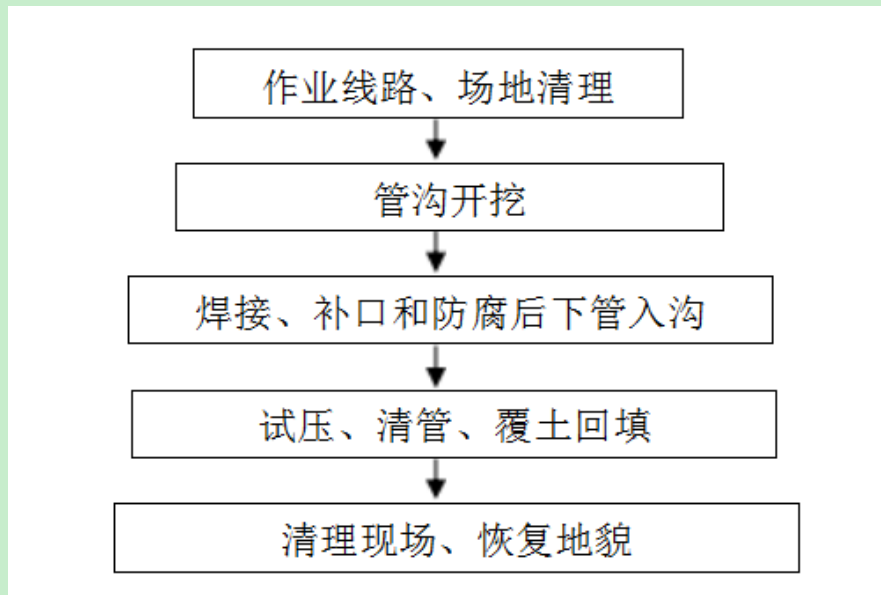 作业线路、场地清理
管沟开挖
焊接、补口和防腐后下管入沟
试压、清管、覆土回填
清理现场、恢复地貌